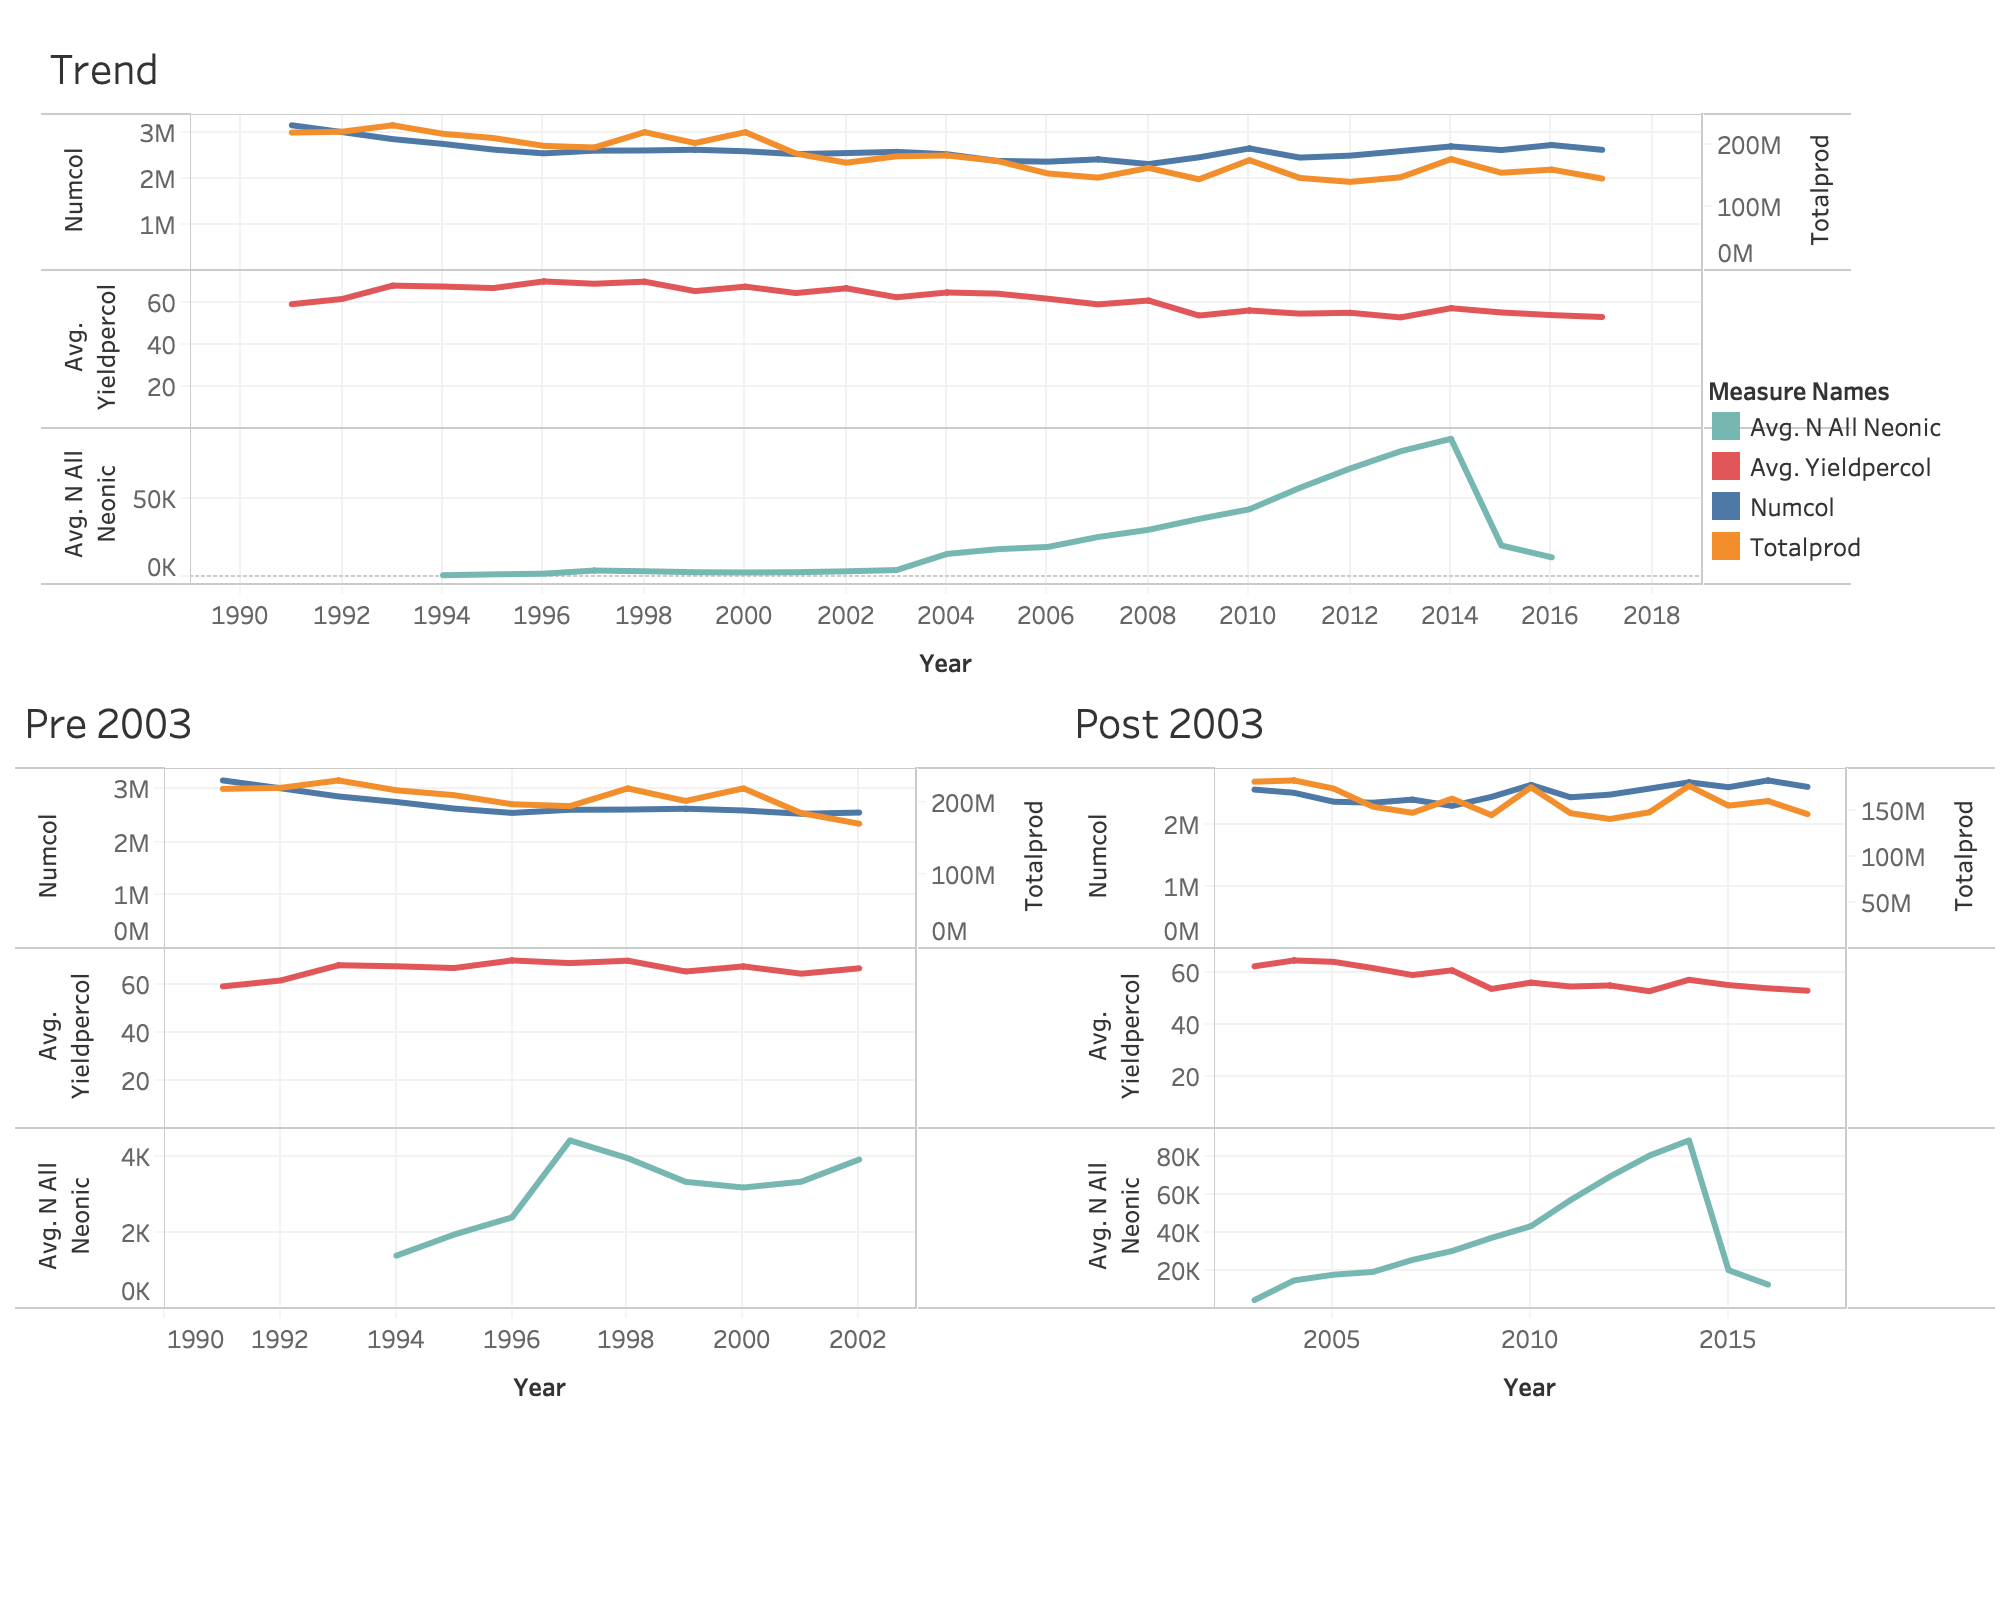 Trend
Numcol
3M
2M
1M
200M
100M
0M
Totalprod
Avg.
Yieldpercol
60
40
20
Measure Names
Avg. N All Neonic
Avg. Yieldpercol
Numcol
Totalprod
Avg. N All
Neonic
50K
0K
1990 1992 1994 1996 1998 2000 2002 2004 2006 2008 2010 2012 2014 2016 2018
Year
Pre 2003
Numcol
3M
2M
1M
0M
200M
100M
0M
Totalprod
Avg.
Yieldpercol
60
40
20
Avg. N All
Neonic
4K
2K
0K
1990 1992 1994 1996 1998 2000 2002
Year
Post 2003
Numcol
2M
1M
0M
150M
100M
50M
Totalprod
Avg.
Yieldpercol
60
40
20
Avg. N All
Neonic
80K
60K
40K
20K
2005 2010 2015
Year